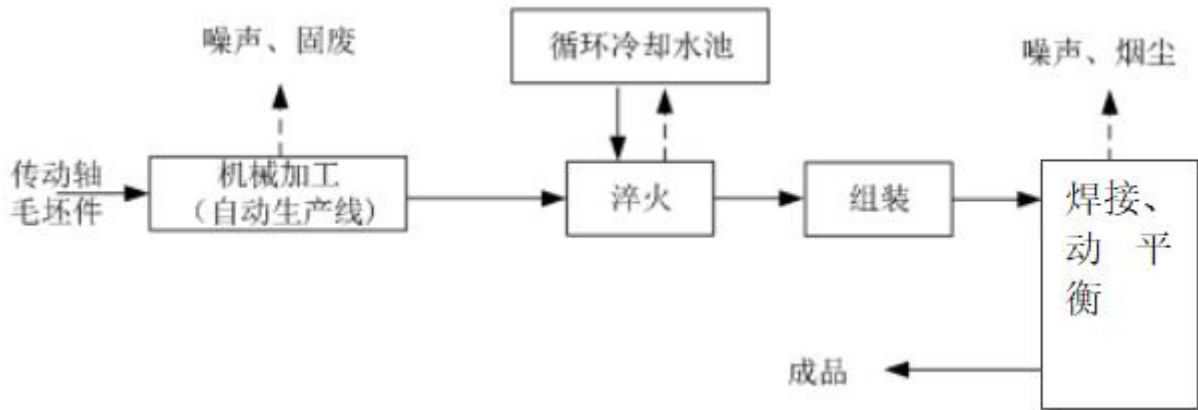 噪声、固废
循环冷却水池
噪声、烟尘
传动轴
毛坯件
机械加工
（自动生产线）
淬火
组装
焊接、
动 平
衡
成品